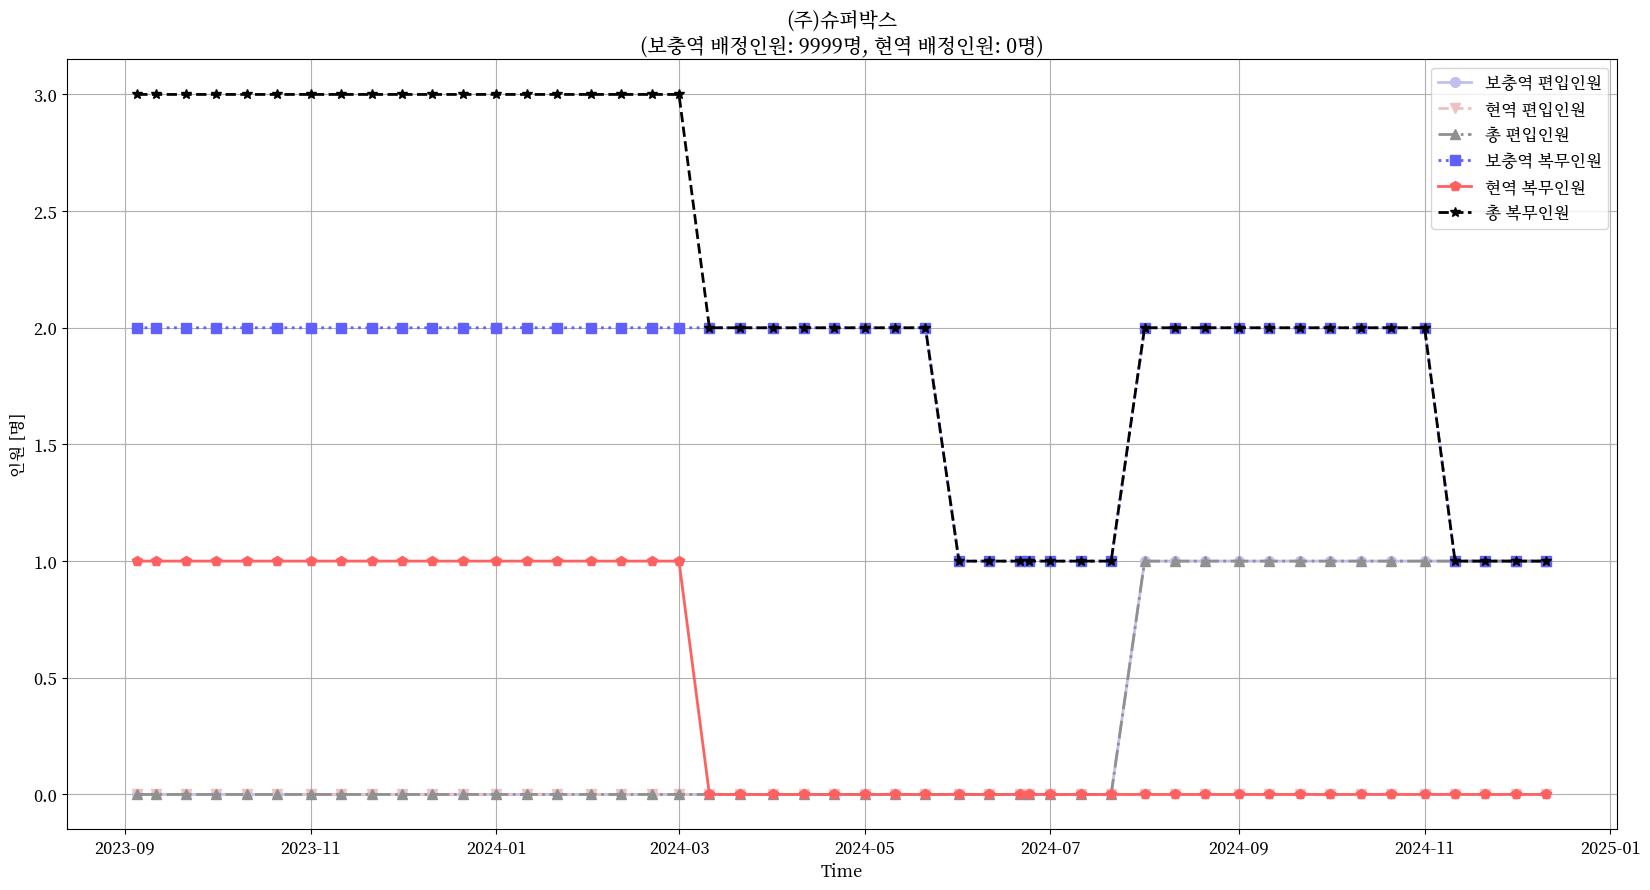 (주)슈퍼박스
(보충역 배정인원: 9999명, 현역 배정인원: 0명)
보충역 편입인원
현역 편입인원
총 편입인원
보충역 복무인원
현역 복무인원
총 복무인원
인원 [명]
3.0
2.5
2.0
1.5
1.0
0.5
0.0
2023-09
2023-11
2024-01
2024-03
2024-05
2024-07
2024-09
2024-11
2025-01
Time